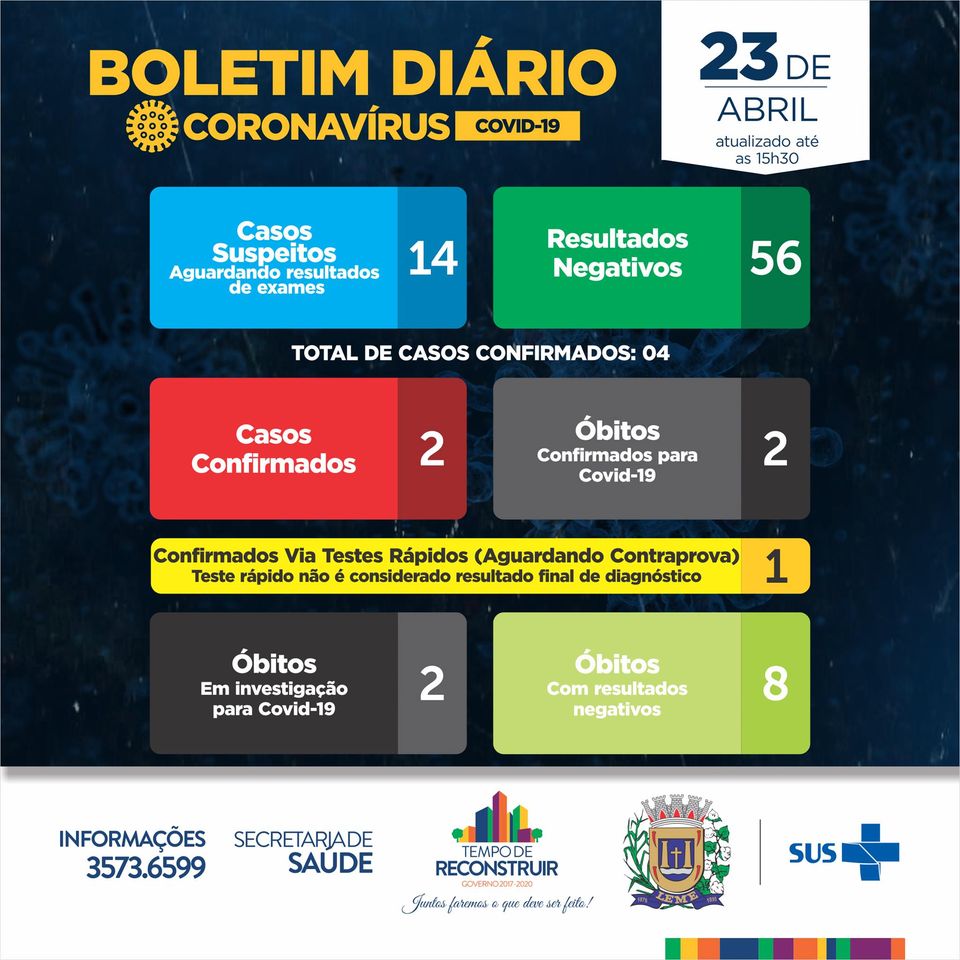 BOLETIM DIÁRIO
CORONAVÍRUS COVID-19
23 DE
ABRIL
atualizado até
as 15h30
Casos
Suspeitos
Aguardando resultados
de exames
14
Resultados
Negativos
56
TOTAL DE CASOS CONFIRMADOS: 04
Casos
Confirmados
2
Óbitos
Confirmados para
Covid-19
2
Confirmados Via Testes Rápidos (Aguardando Contraprova)
Teste rápido não é considerado resultado final de diagnóstico
1
Óbitos
Em investigação
para Covid-19
2
Óbitos
Com resultados
negativos
8
INFORMAÇÕES
3573.6599
SECRETARIA DE
SAÚDE
TEMPO DE
RECONSTRUIR
GOVERNO 2017-2020
Juntos faremos o que deve ser feito!
LEME
SUS